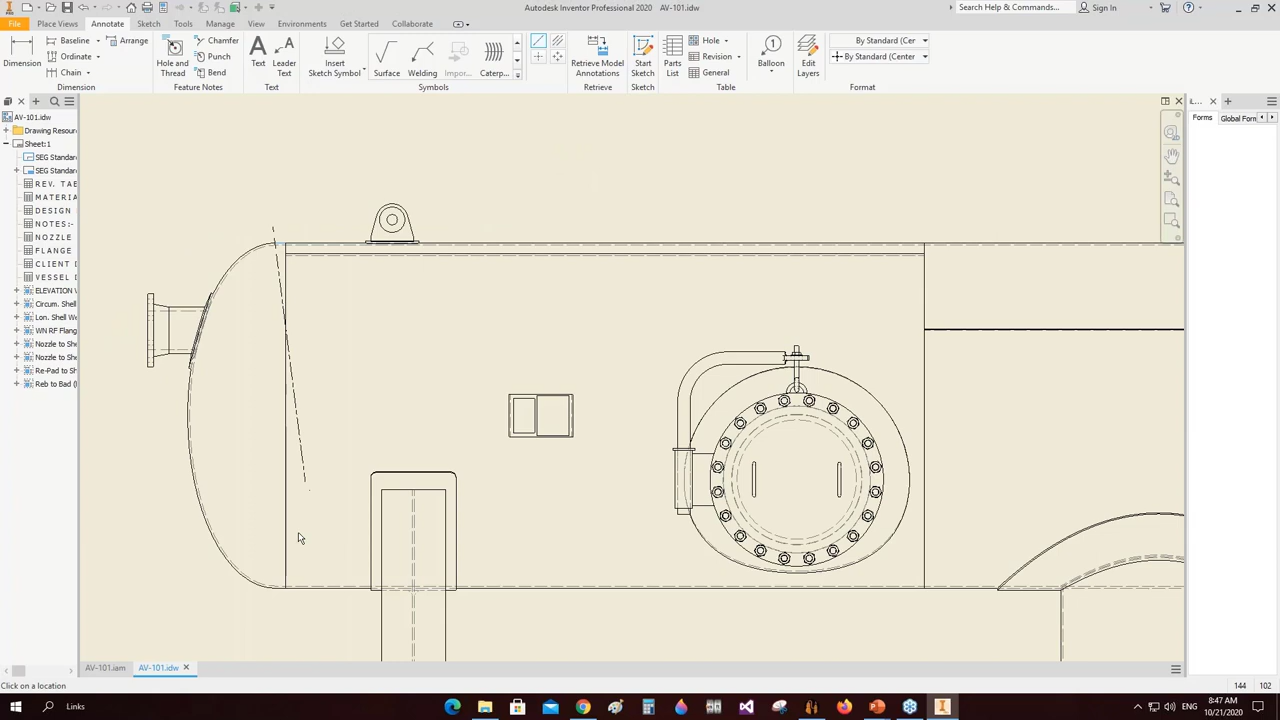 Autodesk Inventor Professional 2020 AV-101.idw
Search Help & Commands...
Sign In
File Place Views Annotate Sketch Tools Manage View Environments Get Started Collaborate
Dimension
Baseline
Ordinate
Chain
Arrange
Dimension
Hole and
Thread
Chamfer
Punch
Bend
Feature Notes
Text
Leader
Text
Text
Insert
Sketch Symbol
Surface
Welding
Impor...
Caterp...
Symbols
Retrieve Model
Annotations
Retrieve
Start
Sketch
Sketch
Parts
List
Hole
Revision
General
Table
Balloon
Edit
Layers
By Standard (Cer
By Standard (Center
Format
AV-101.idw
Drawing Resour
Sheet:1
SEG Standar
SEG Standar
REV. TAE
MATERIA
DESIGN
NOTES:-
NOZZLE
FLANGE
CLIENT D
VESSEL D
ELEVATION V
Circum. Shell
Lon. Shell We
WN RF Flang
Nozzle to She
Nozzle to She
Re-Pad to She
Reb to Bad (I
iL...
Forms Global Forr
AV-101.iam AV-101.idw
Click on a location
144 102
Links
ENG
8:47 AM
10/21/2020